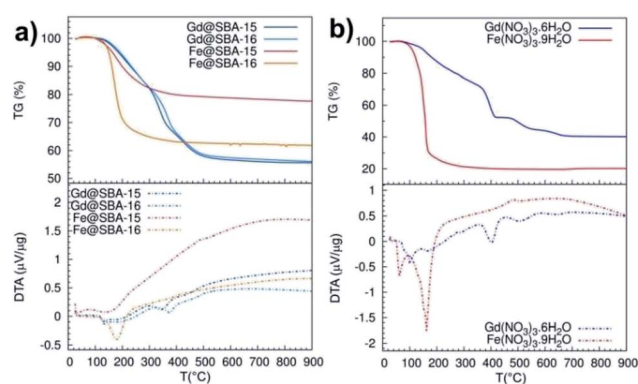 a)
Gd@SBA-15
Gd@SBA-16
Fe@SBA-15
Fe@SBA-16
TG (%)
100
90
80
70
60
50
Gd@SBA-15
Gd@SBA-16
Fe@SBA-15
Fe@SBA-16
DTA (μV/μg)
2
1.5
1
0.5
0
-0.5
0 100 200 300 400 500 600 700 800 900
T(°C)
b)
Gd(NO3)3.6H2O
Fe(NO3)3.9H2O
TG (%)
100
80
60
40
20
DTA (μV/μg)
1
0.5
0
-0.5
-1
-1.5
-2
Gd(NO3)3.6H2O
Fe(NO3)3.9H2O
0 100 200 300 400 500 600 700 800 900
T(°C)